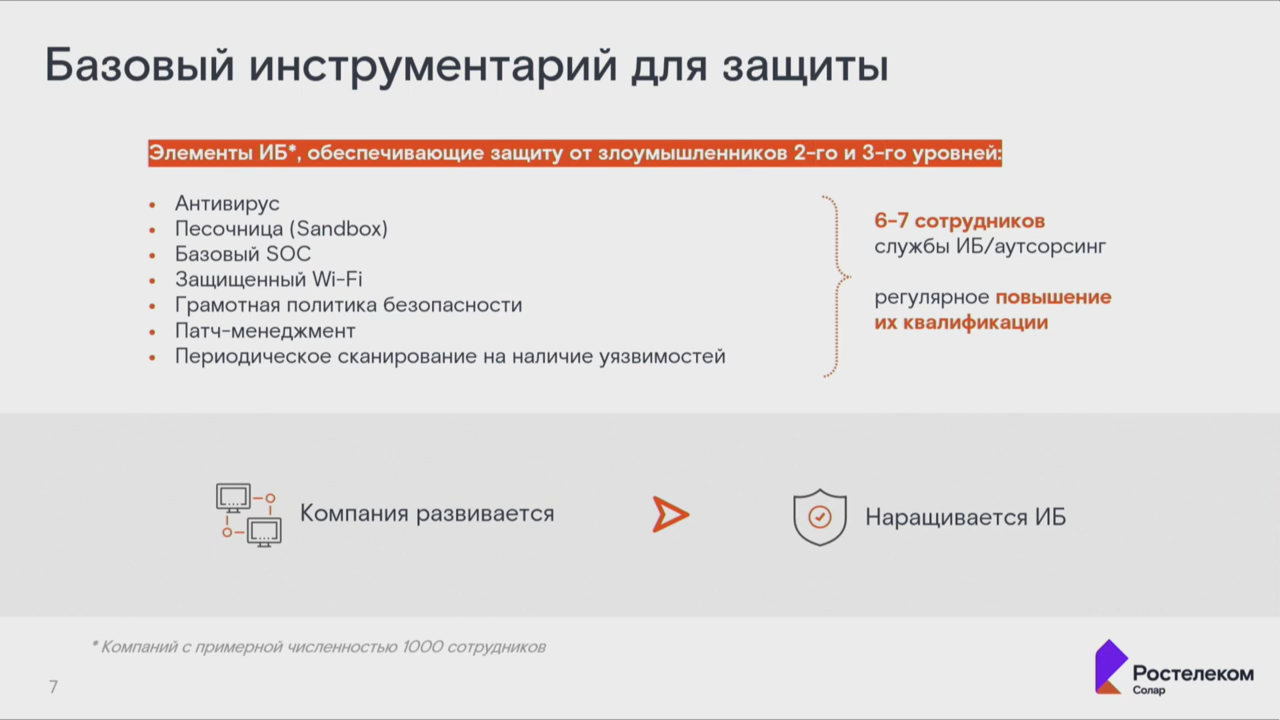 Базовый инструментарий для защиты
Элементы ИБ*, обеспечивающие защиту от злоумышленников 2-го и 3-го уровней:
• Антивирус
• Песочница (Sandbox)
• Базовый SOC
• Защищенный Wi-Fi
• Грамотная политика безопасности
• Патч-менеджмент
• Периодическое сканирование на наличие уязвимостей
6-7 сотрудников
службы ИБ/аутсорсинг
регулярное повышение
их квалификации
Компания развивается
Наращивается ИБ
* Компаний с примерной численностью 1000 сотрудников
7
Ростелеком
Солар